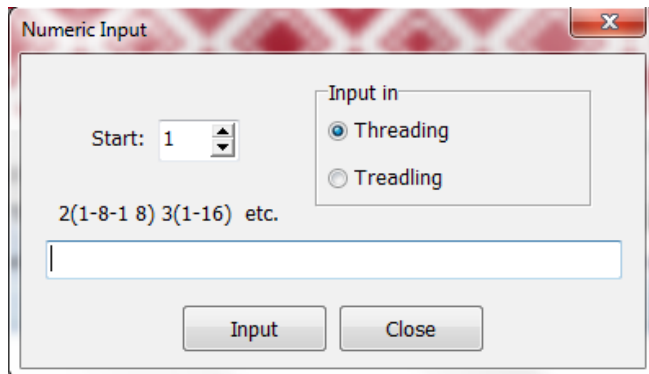 Numeric Input
Input in
Start: 1
Threading
Treadling
2(1-8-1 8) 3(1-16) etc.
Input
Close